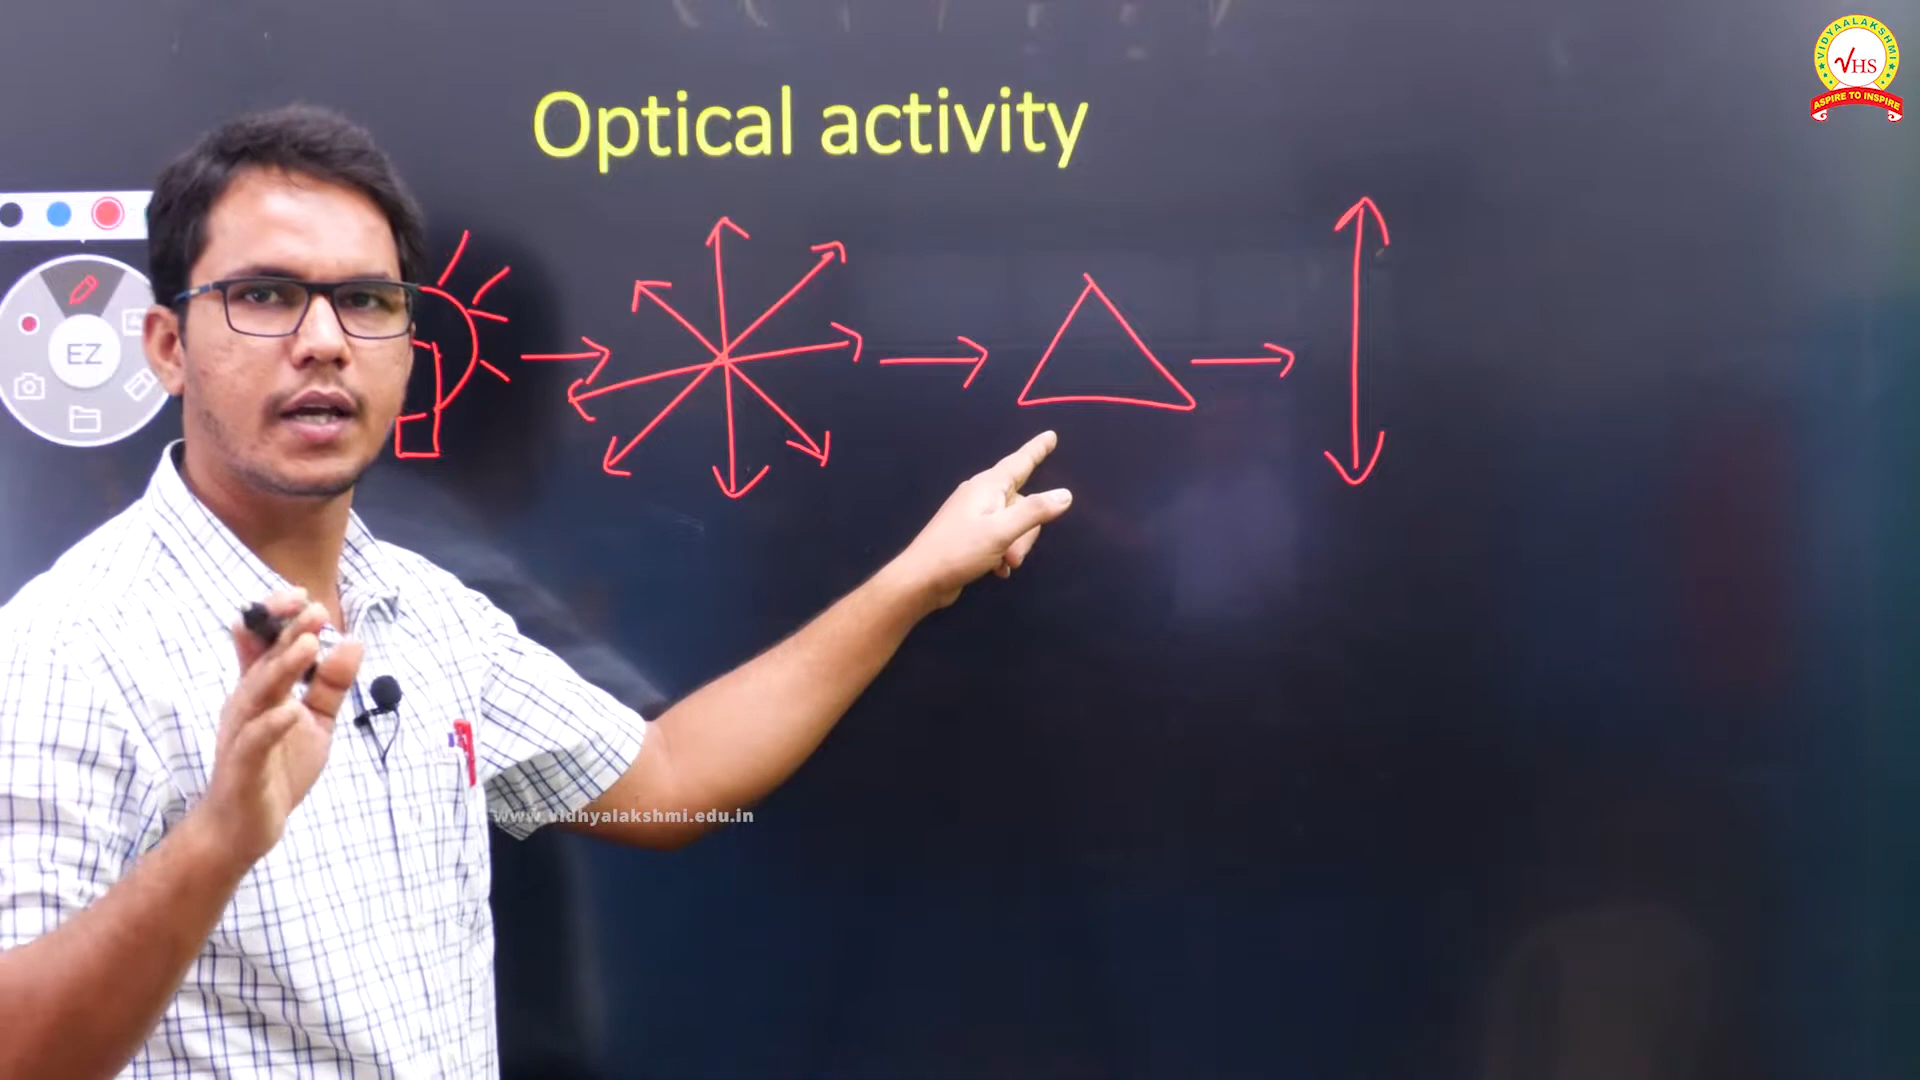 Optical activity
VIDYAALAKSHMI
VHS
ASPIRE TO INSPIRE
EZ
www.vidhyalakshmi.edu.in